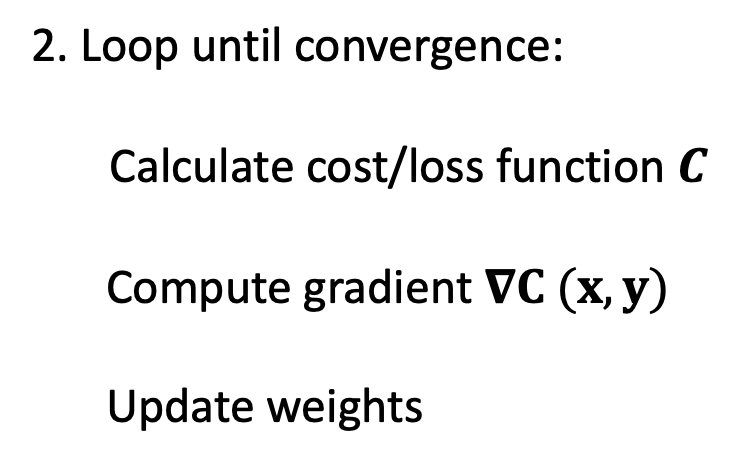 2. Loop until convergence:
Calculate cost/loss function C
Compute gradient ∇C (x, y)
Update weights